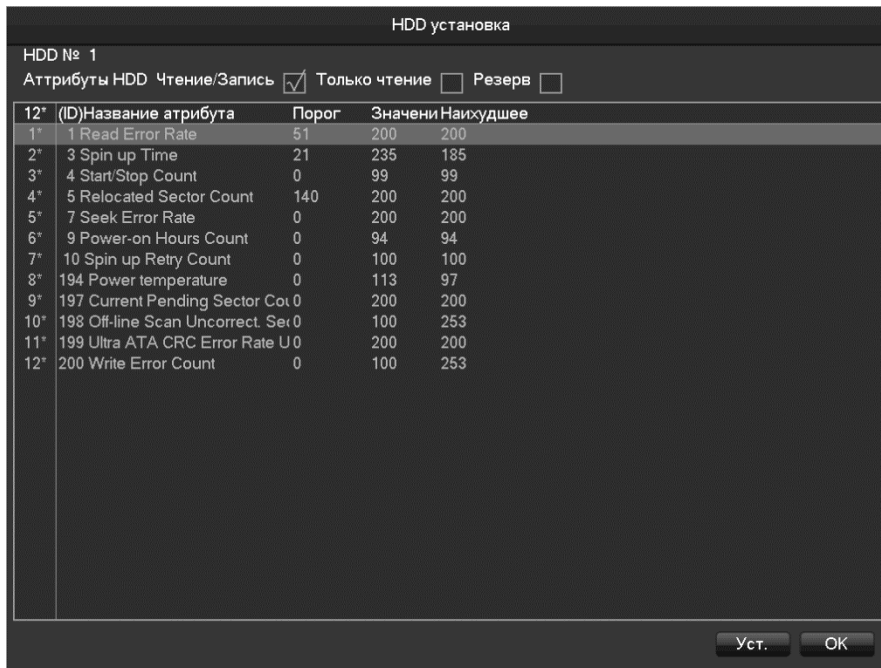 HDD установка
HDD № 1
Аттрибуты HDD Чтение/Запись Только чтение Резерв
12* (ID)Название атрибута Порог Значени Наихудшее
1* 1 Read Error Rate 51 200 200
2* 3 Spin up Time 21 235 185
3* 4 Start/Stop Count 0 99 99
4* 5 Relocated Sector Count 140 200 200
5* 7 Seek Error Rate 0 200 200
6* 9 Power-on Hours Count 0 94 94
7* 10 Spin up Retry Count 0 100 100
8* 194 Power temperature 0 113 97
9* 197 Current Pending Sector Cou 0 200 200
10* 198 Off-line Scan Uncorrect. Sec 0 100 253
11* 199 Ultra ATA CRC Error Rate U 0 200 200
12* 200 Write Error Count 0 100 253
Уст. OK